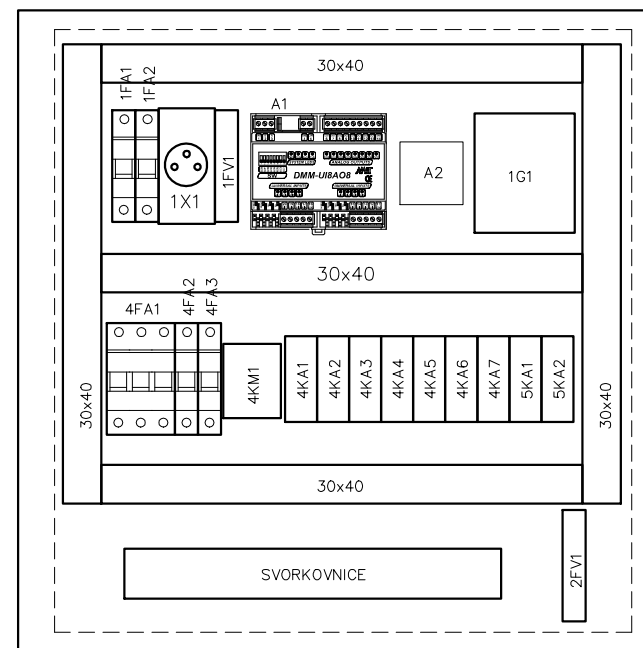 30x40
1FA1
1FA2
1X1
1FV1
A1
SW
DMM-UI8AO8
A2
1G1
30x40
30x40
30x40
4FA1
4FA2
4FA3
4KM1
4KA1
4KA2
4KA3
4KA4
4KA5
4KA6
4KA7
5KA1
5KA2
30x40
SVORKOVNICE
2FV1